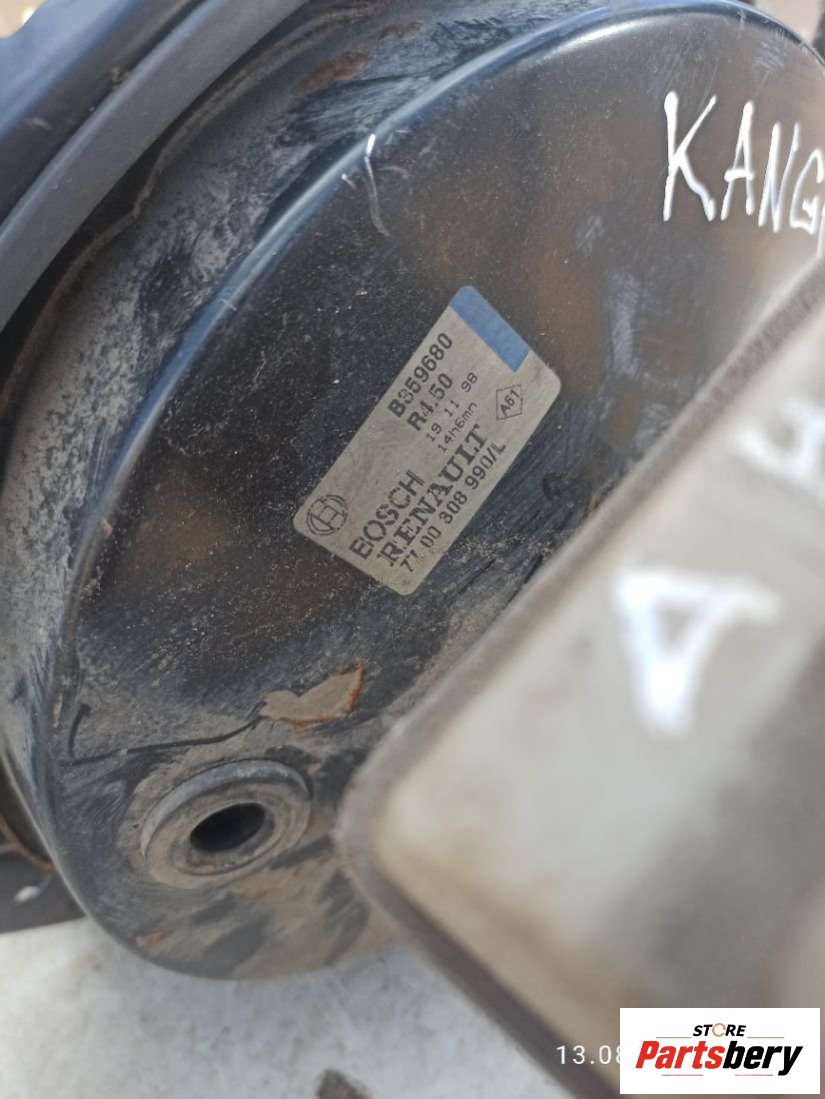 KANG
B359680
R4.50
19 11 98
14h6mn
A61
BOSCH
RENAULT
77 00 308 990/L
A
13.08
STORE
Partsbery